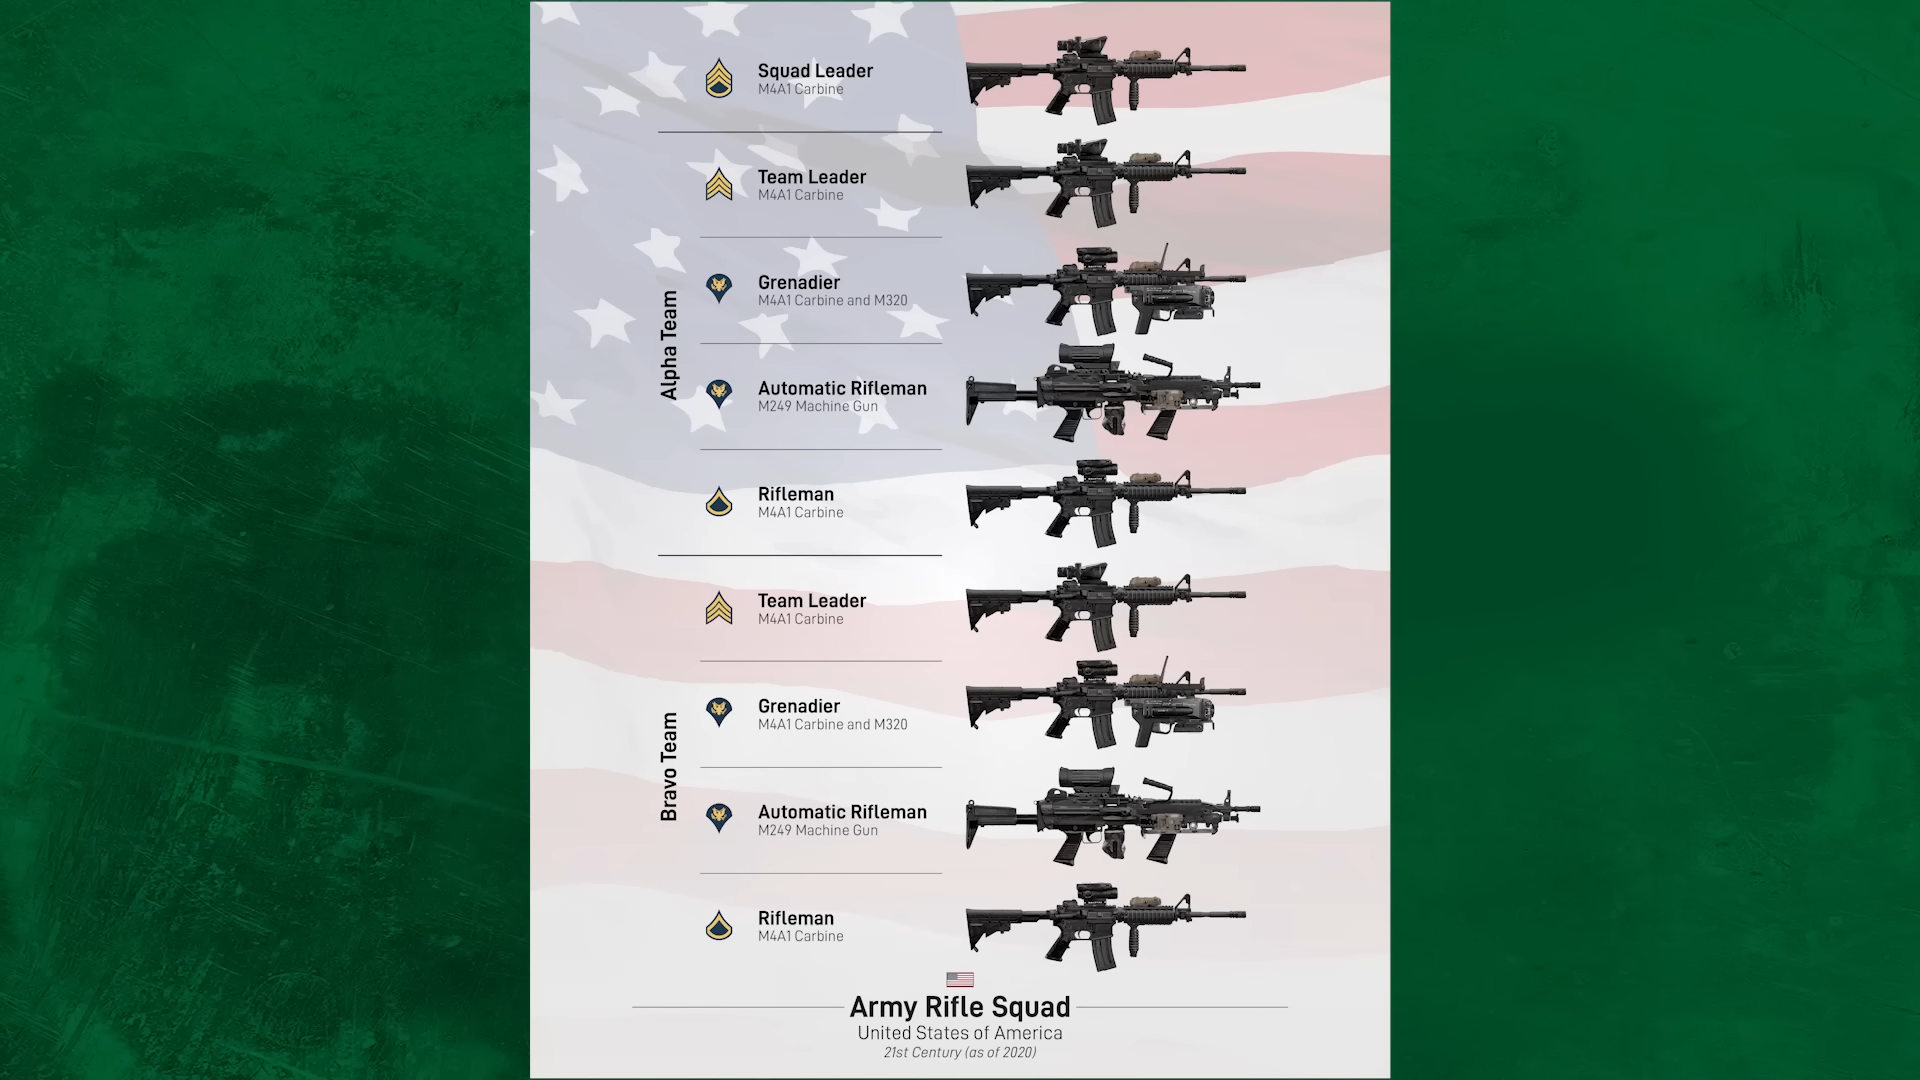 Squad Leader
M4A1 Carbine
Alpha Team
Team Leader
M4A1 Carbine
Grenadier
M4A1 Carbine and M320
Automatic Rifleman
M249 Machine Gun
Rifleman
M4A1 Carbine
Bravo Team
Team Leader
M4A1 Carbine
Grenadier
M4A1 Carbine and M320
Automatic Rifleman
M249 Machine Gun
Rifleman
M4A1 Carbine
Army Rifle Squad
United States of America
21st Century (as of 2020)